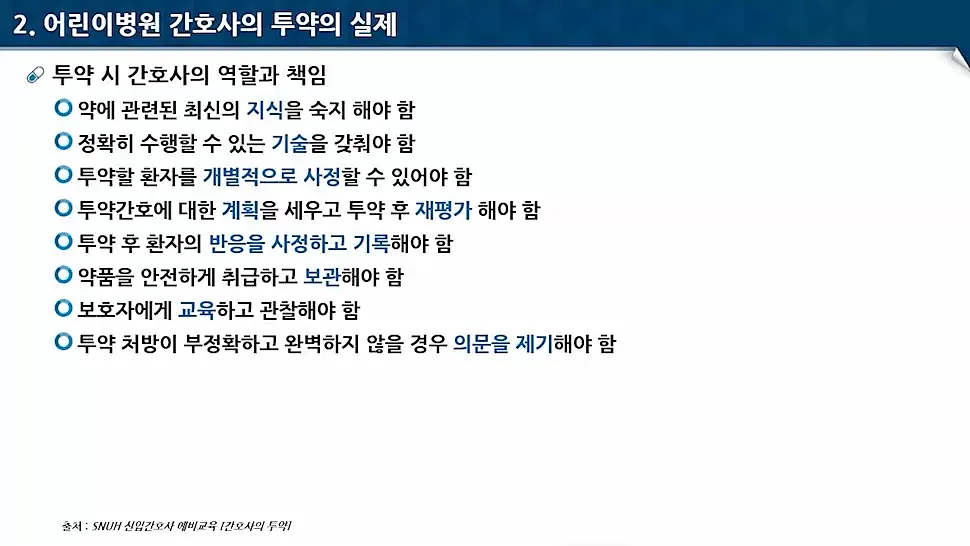 2. 어린이병원 간호사의 투약의 실제
투약 시 간호사의 역할과 책임
약에 관련된 최신의 지식을 숙지 해야 함
정확히 수행할 수 있는 기술을 갖춰야 함
투약할 환자를 개별적으로 사정할 수 있어야 함
투약간호에 대한 계획을 세우고 투약 후 재평가 해야 함
투약 후 환자의 반응을 사정하고 기록해야 함
약품을 안전하게 취급하고 보관해야 함
보호자에게 교육하고 관찰해야 함
투약 처방이 부정확하고 완벽하지 않을 경우 의문을 제기해야 함
출처 : SNUH 신입간호사 예비교육 [간호사의 투약]